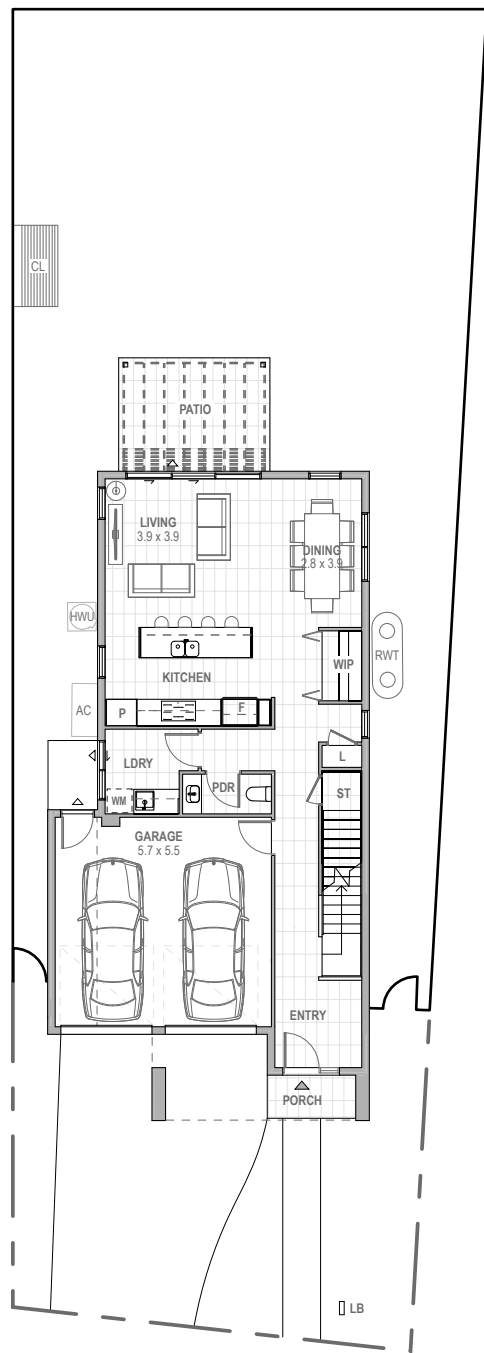 CL
PATIO
LIVING
3.9 x 3.9
DINING
2.8 x 3.9
HWU
RWT
WIP
KITCHEN
AC
P
F
L
LDRY
PDR
ST
WM
GARAGE
5.7 x 5.5
ENTRY
PORCH
LB